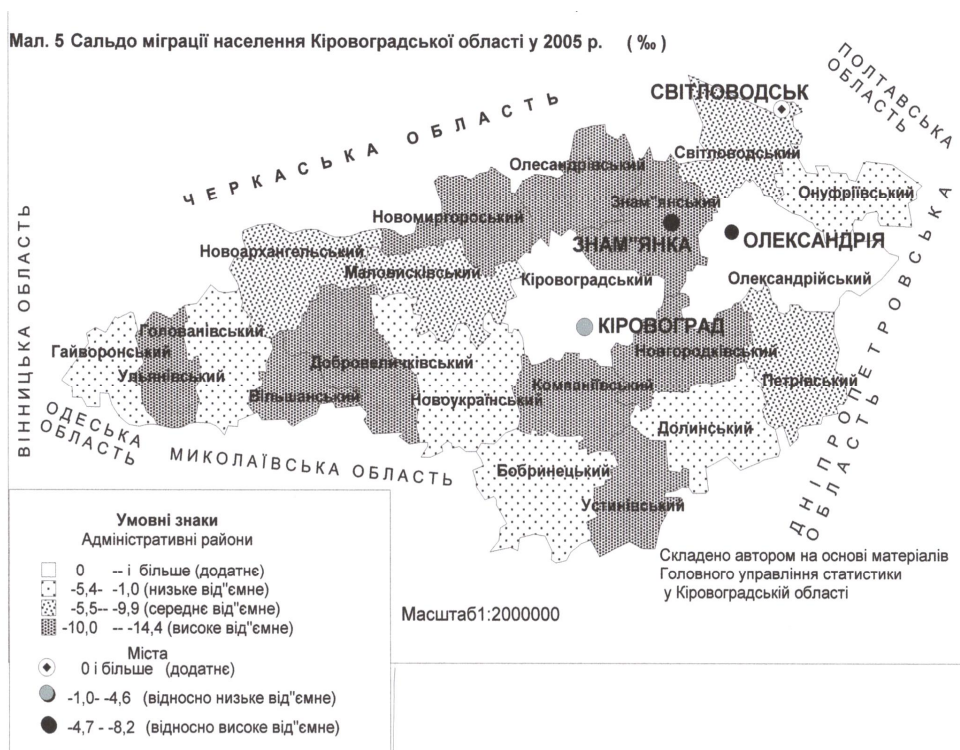 Мал. 5 Сальдо міграції населення Кіровоградської області у 2005 р. ( ‰ )
ПОЛТАВСЬКА
ОБЛАСТЬ
СВІТЛОВОДСЬК
ЧЕРКАСЬКА ОБЛАСТЬ
Світловодський
Олесандрівський
Онуфріївський
Знам"янський
Новомиргороський
ЗНАМ"ЯНКА
ОЛЕКСАНДРІЯ
Новоархангельський
Маловисківський
Кіровоградський
Олександрійський
ВІННИЦЬКА ОБЛАСТЬ
КІРОВОГРАД
Голованівський
Гайворонський
Новгородківський
Добровеличківський
Ульянівський
Компаніївський
Петрівський
Вільшанський
Новоукраїнський
ОДЕСЬКА
ОБЛАСТЬ
Долинський
МИКОЛАЇВСЬКА ОБЛАСТЬ
Бобринецький
Устинівський
ДНІПРОПЕТРОВСЬКА
ОБЛАСТЬ
Умовні знаки
Адміністративні райони
0 -- і більше (додатнє)
-5,4- -1,0 (низьке від"ємне)
-5,5-- -9,9 (середнє від"ємне)
-10,0 -- -14,4 (високе від"ємне)
Міста
0 і більше (додатнє)
-1,0- -4,6 (відносно низьке від"ємне)
-4,7 - -8,2 (відносно високе від"ємне)
Масштаб1:2000000
Складено автором на основі матеріалів
Головного управління статистики
у Кіровоградській області